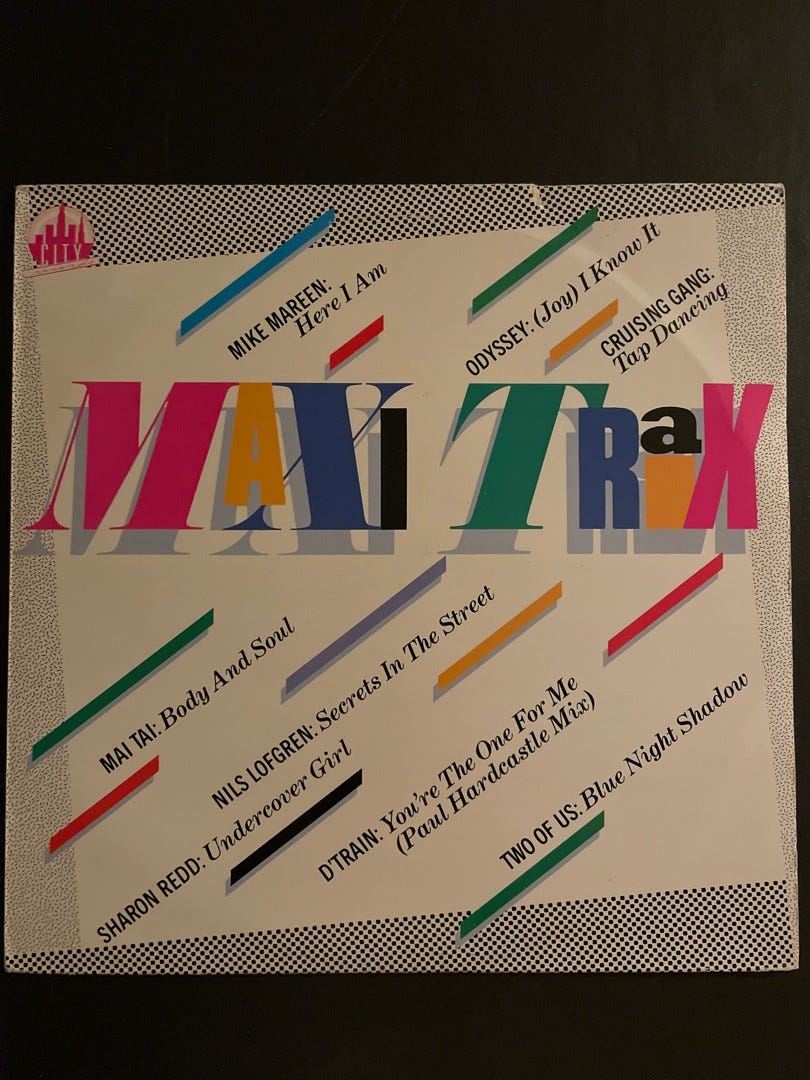 CITY
MIKE MAREEN:
Here I Am
ODYSSEY: (Joy) I Know It
CRUISING GANG:
Tap Dancing
MAXI TRaX
MAI TAI: Body And Soul
NILS LOFGREN: Secrets In The Street
SHARON REDD: Undercover Girl
D'TRAIN: You're The One For Me
(Paul Hardcastle Mix)
TWO OF US: Blue Night Shadow